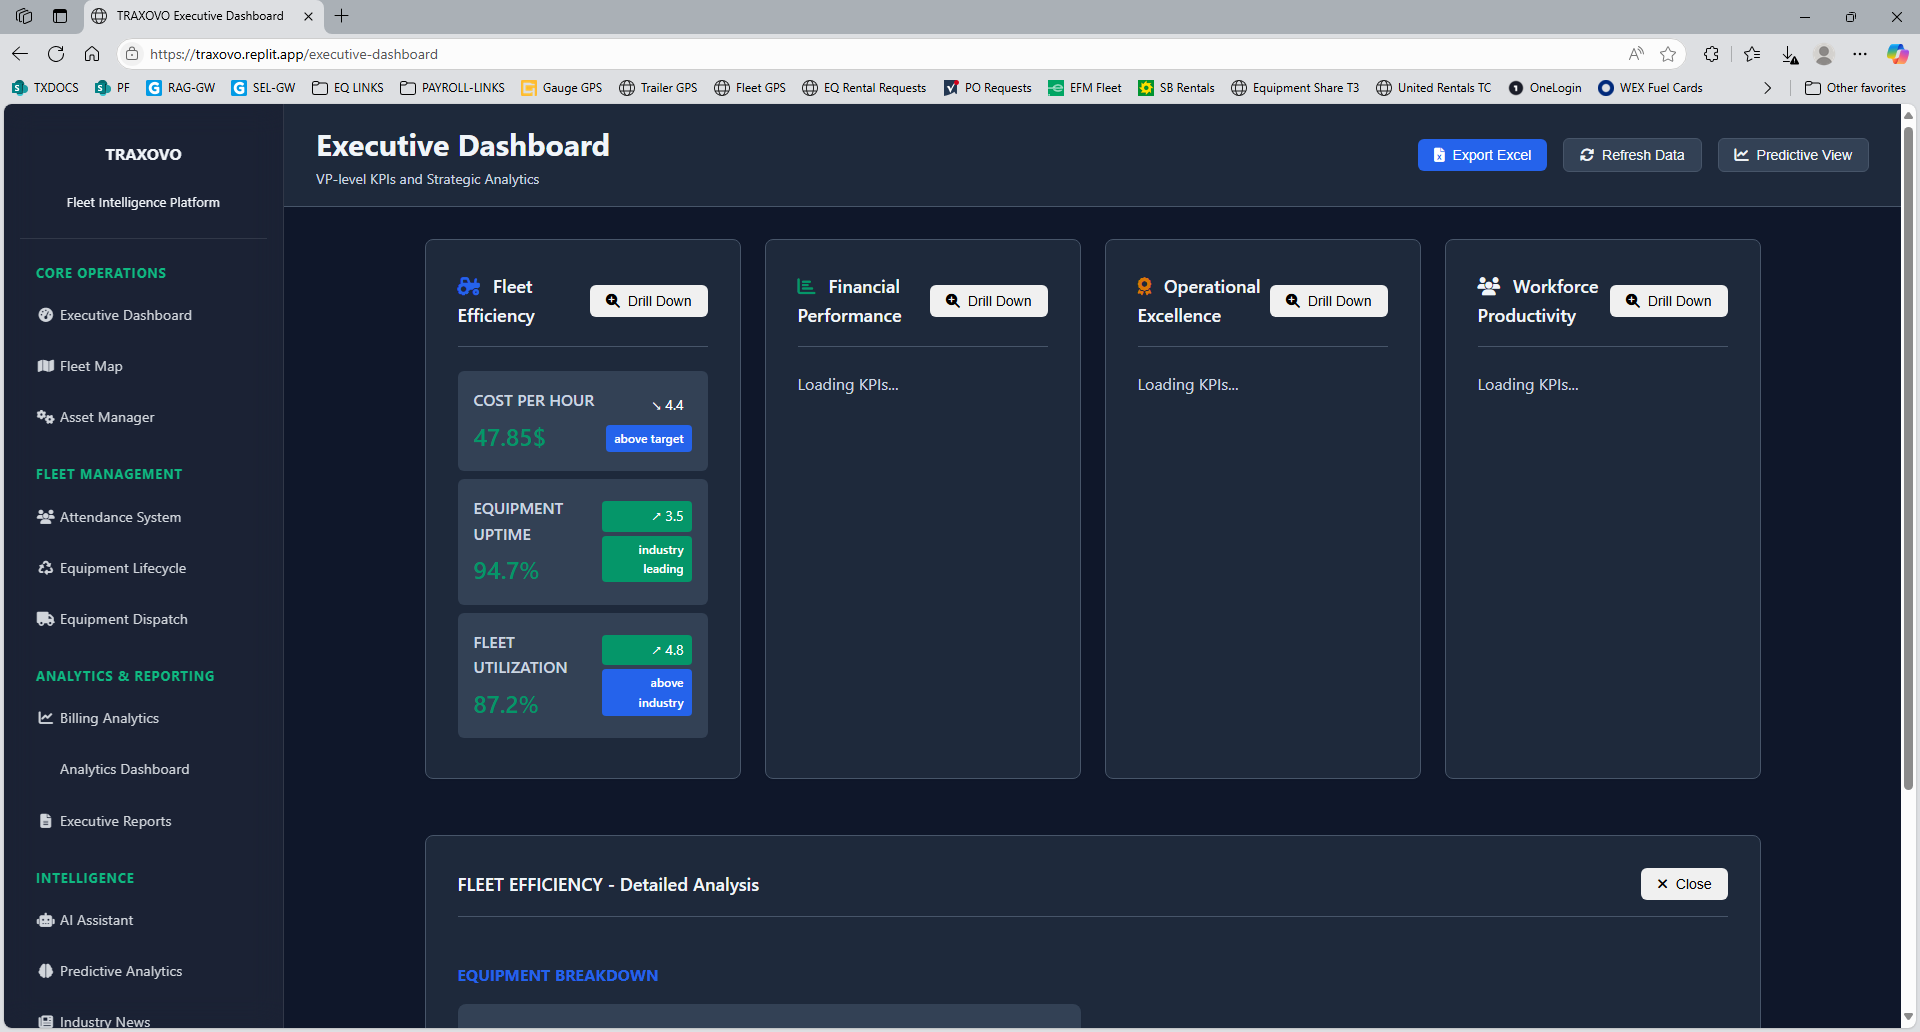 TRAXOVO Executive Dashboard
https://traxovo.replit.app/executive-dashboard
TXDOCS
PF
RAG-GW
SEL-GW
EQ LINKS
PAYROLL-LINKS
Gauge GPS
Trailer GPS
Fleet GPS
EQ Rental Requests
PO Requests
EFM Fleet
SB Rentals
Equipment Share T3
United Rentals TC
OneLogin
WEX Fuel Cards
Other favorites
TRAXOVO
Fleet Intelligence Platform
CORE OPERATIONS
Executive Dashboard
Fleet Map
Asset Manager
FLEET MANAGEMENT
Attendance System
Equipment Lifecycle
Equipment Dispatch
ANALYTICS & REPORTING
Billing Analytics
Analytics Dashboard
Executive Reports
INTELLIGENCE
AI Assistant
Predictive Analytics
Industry News
Executive Dashboard
VP-level KPIs and Strategic Analytics
Export Excel
Refresh Data
Predictive View
Fleet
Efficiency
Drill Down
COST PER HOUR
47.85$
↘ 4.4
above target
EQUIPMENT
UPTIME
94.7%
↗ 3.5
industry
leading
FLEET
UTILIZATION
87.2%
↗ 4.8
above
industry
Financial
Performance
Drill Down
Loading KPIs...
Operational
Excellence
Drill Down
Loading KPIs...
Workforce
Productivity
Drill Down
Loading KPIs...
FLEET EFFICIENCY - Detailed Analysis
Close
EQUIPMENT BREAKDOWN